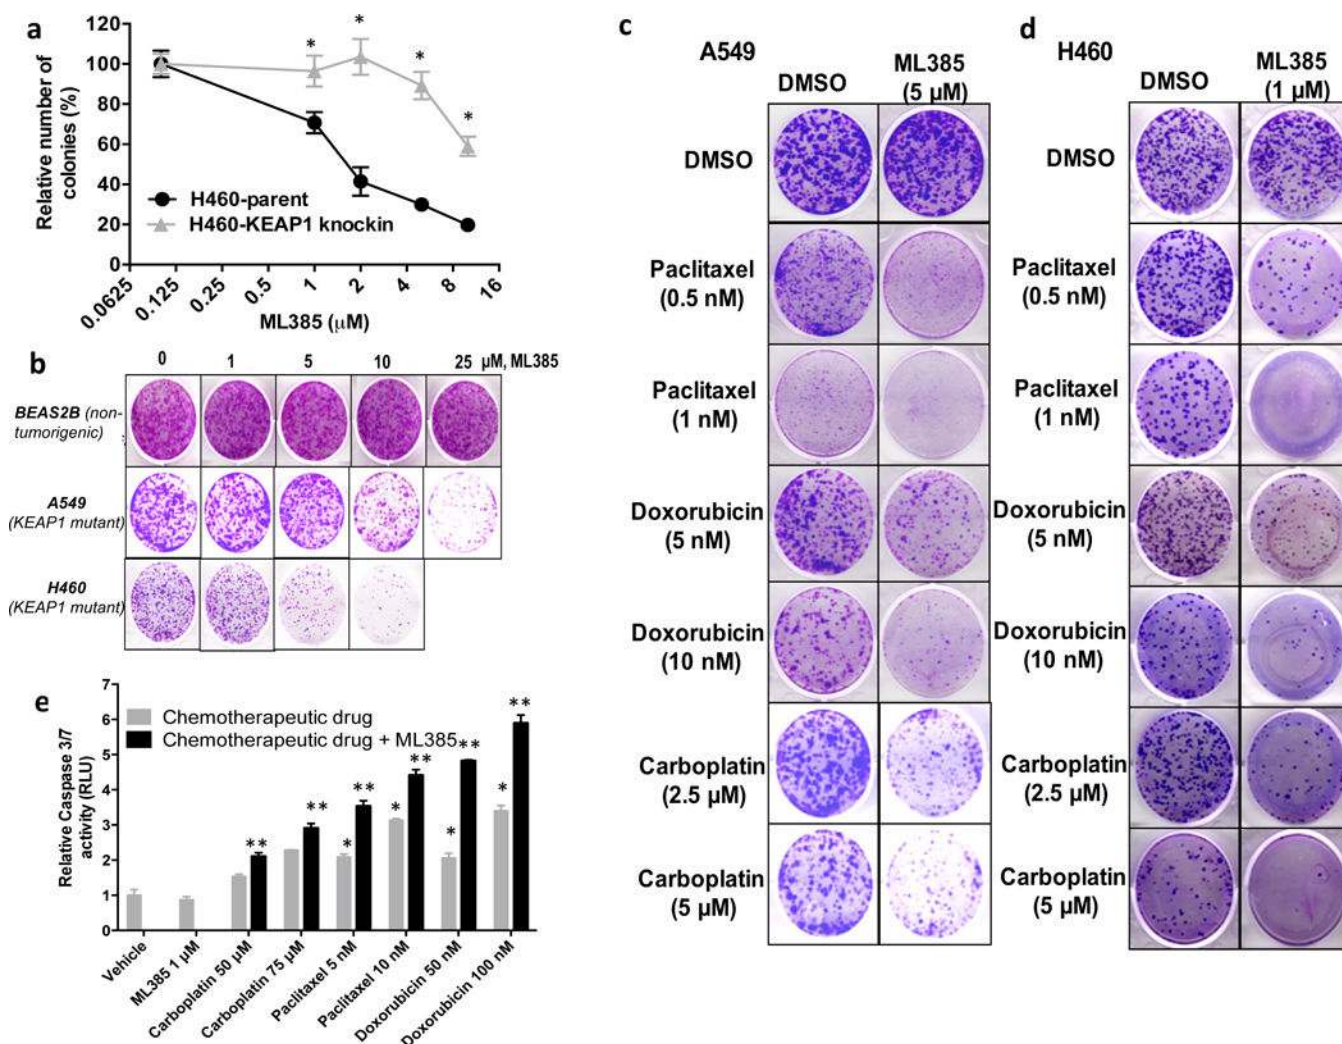 a
Relative number of
colonies (%)
120
100
80
60
40
20
0
*
*
*
*
H460-parent
H460-KEAP1 knockin
0.0625
0.125
0.25
0.5
1
2
4
8
16
ML385 (μM)
b
0 1 5 10 25 µM, ML385
BEAS2B (non-
tumorigenic)
A549
(KEAP1 mutant)
H460
(KEAP1 mutant)
e
Relative Caspase 3/7
activity (RLU)
7
6
5
4
3
2
1
0
Chemotherapeutic drug
Chemotherapeutic drug + ML385
**
**
*
**
*
**
*
**
*
**
Vehicle
ML385 1 µM
Carboplatin 50 µM
Carboplatin 75 µM
Paclitaxel 5 nM
Paclitaxel 10 nM
Doxorubicin 50 nM
Doxorubicin 100 nM
c
A549
DMSO
ML385
(5 µM)
DMSO
Paclitaxel
(0.5 nM)
Paclitaxel
(1 nM)
Doxorubicin
(5 nM)
Doxorubicin
(10 nM)
Carboplatin
(2.5 µM)
Carboplatin
(5 µM)
d
H460
DMSO
ML385
(1 µM)
DMSO
Paclitaxel
(0.5 nM)
Paclitaxel
(1 nM)
Doxorubicin
(5 nM)
Doxorubicin
(10 nM)
Carboplatin
(2.5 µM)
Carboplatin
(5 µM)